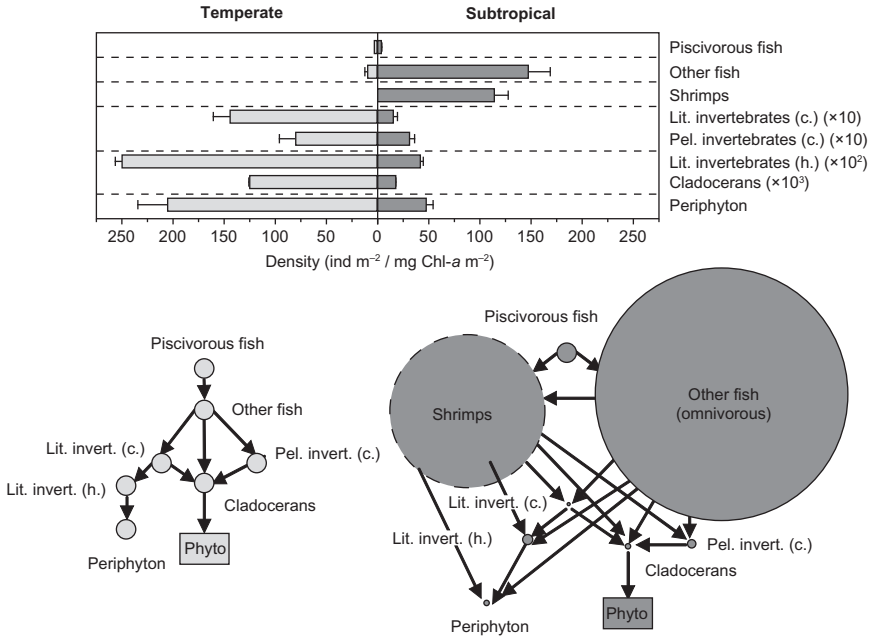 Temperate Subtropical
Piscivorous fish
Other fish
Shrimps
Lit. invertebrates (c.) (×10)
Pel. invertebrates (c.) (×10)
Lit. invertebrates (h.) (×10²)
Cladocerans (×10³)
Periphyton
250 200 150 100 50 0 50 100 150 200 250
Density (ind m⁻² / mg Chl-a m⁻²)
Piscivorous fish
Other fish
Lit. invert. (c.)
Pel. invert. (c.)
Lit. invert. (h.)
Cladocerans
Periphyton
Phyto
Piscivorous fish
Shrimps
Other fish
(omnivorous)
Lit. invert. (c.)
Lit. invert. (h.)
Pel. invert. (c.)
Cladocerans
Periphyton
Phyto